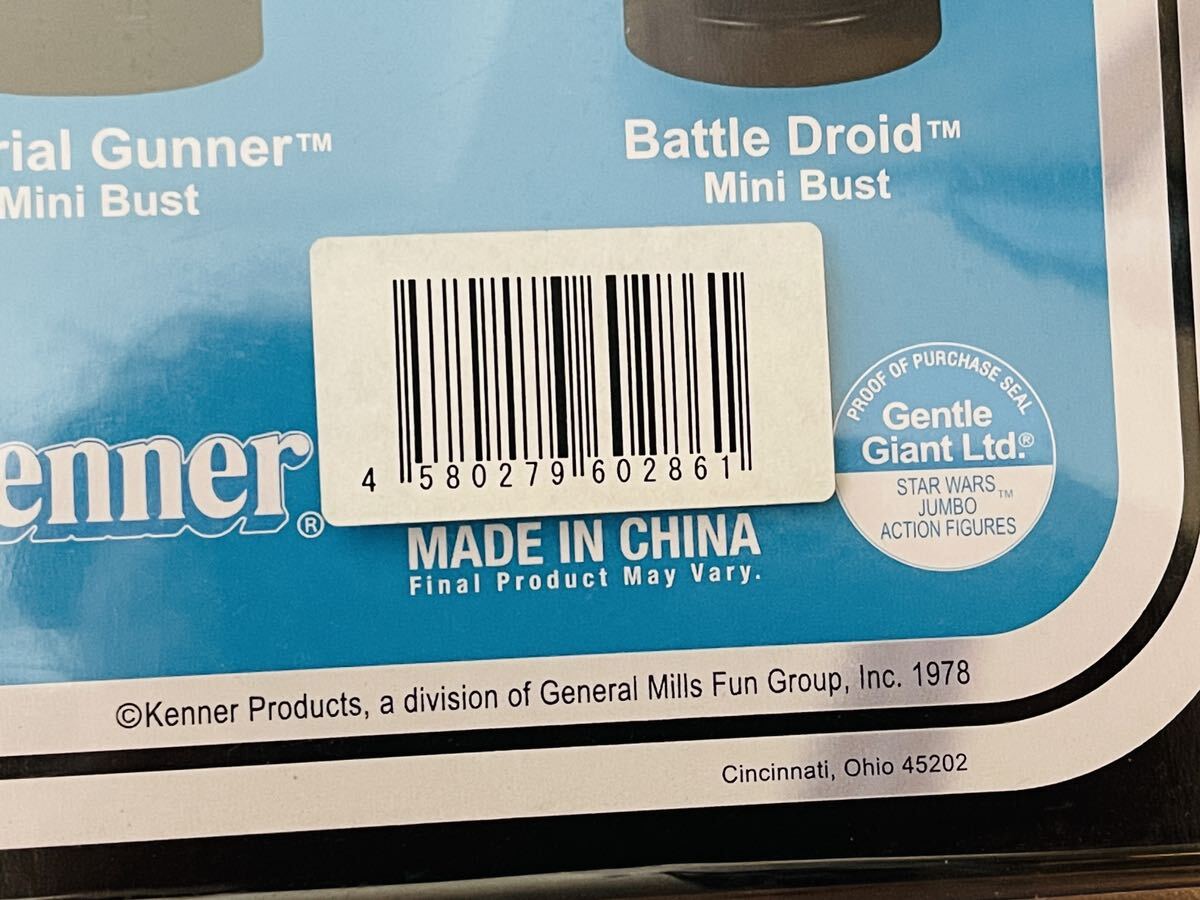 rial Gunner™
Mini Bust
Battle Droid™
Mini Bust
4 580279 602861
PROOF OF PURCHASE SEAL
Gentle
Giant Ltd.®
STAR WARS™
JUMBO
ACTION FIGURES
enner®
MADE IN CHINA
Final Product May Vary.
©Kenner Products, a division of General Mills Fun Group, Inc. 1978
Cincinnati, Ohio 45202